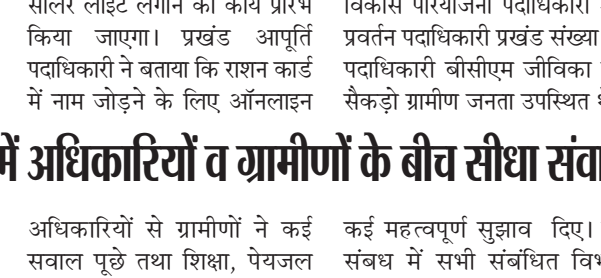 सोलर लाइट लगाने का कार्य प्रारंभ
किया जाएगा। प्रखंड आपूर्ति
पदाधिकारी ने बताया कि राशन कार्ड
में नाम जोड़ने के लिए ऑनलाइन
विकास परियोजना पदाधिकारी
प्रवर्तन पदाधिकारी प्रखंड संख्या
पदाधिकारी बीसीएम जीविका
सैकड़ो ग्रामीण जनता उपस्थित
में अधिकारियों व ग्रामीणों के बीच सीधा
अधिकारियों से ग्रामीणों ने कई
सवाल पूछे तथा शिक्षा, पेयजल
कई महत्वपूर्ण सुझाव दिए।
संबध में सभी संबंधित